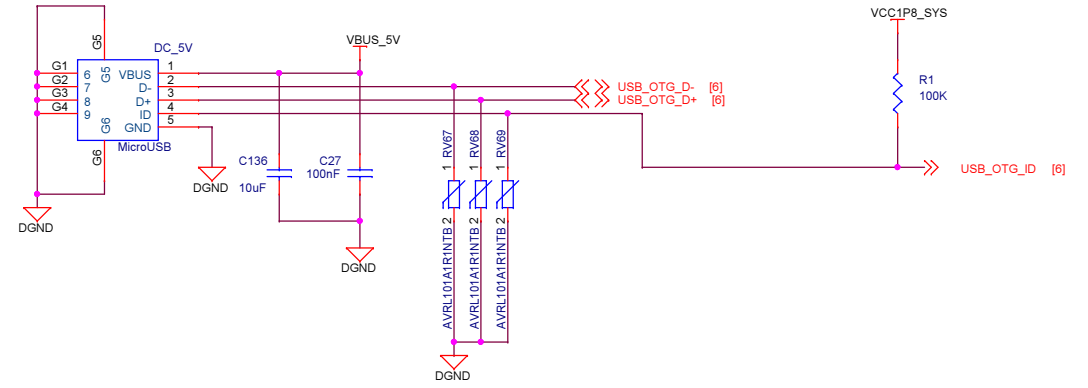 VCC1P8_SYS
G5
DC_5V
VBUS_5V
G1 6 G5 VBUS 1
G2 7 D- 2
G3 8 D+ 3
G4 9 ID 4
G6 GND 5
MicroUSB
G6
USB_OTG_D- [6]
USB_OTG_D+ [6]
R1
100K
C136
10uF
C27
100nF
1 RV67
1 RV68
1 RV69
USB_OTG_ID [6]
DGND
DGND
AVRL101A1R1NTB 2
AVRL101A1R1NTB 2
AVRL101A1R1NTB 2
DGND
DGND